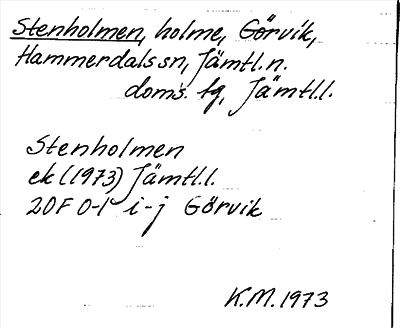 Stenholmen, holme, Görvik,
Hammerdals sn, Jämtl. n.
doms. tg, Jämtl.l.
Stenholmen
ek (1973) Jämtl.l.
20F 0-1 i-j Görvik
K.M. 1973